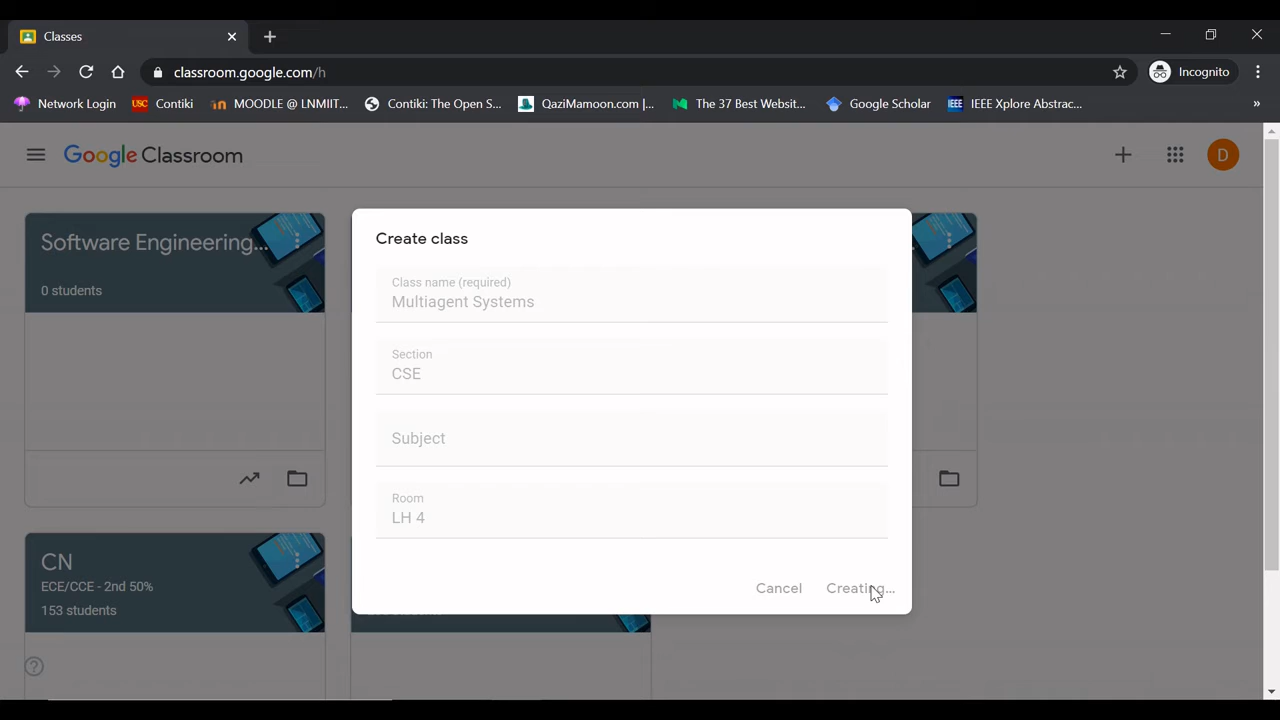 Classes
classroom.google.com/h
Incognito
Network Login
Contiki
MOODLE @ LNMIIT...
Contiki: The Open S...
QaziMamoon.com |...
The 37 Best Websit...
Google Scholar
IEEE Xplore Abstrac...
»
Google Classroom
D
Software Engineering...
0 students
Create class
Class name (required)
Multiagent Systems
Section
CSE
Subject
Room
LH 4
Cancel
Creating...
CN
ECE/CCE - 2nd 50%
153 students